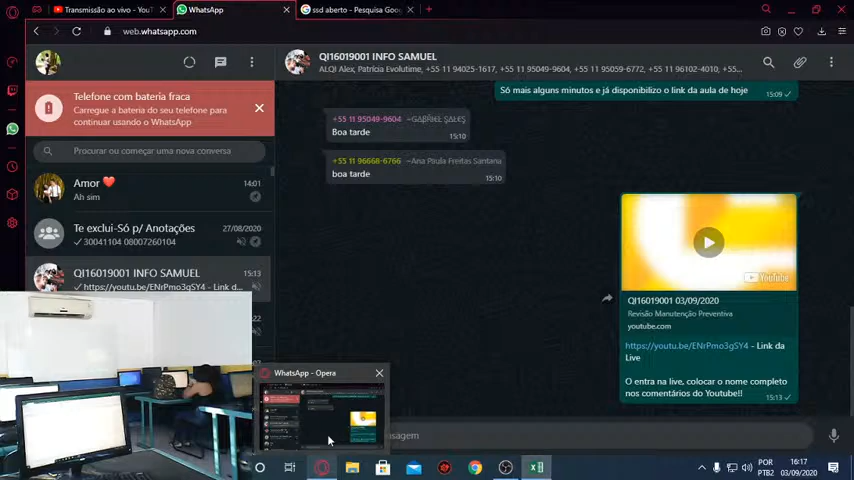 Transmissão ao vivo - YouT
WhatsApp
ssd aberto - Pesquisa Goo
web.whatsapp.com
QI16019001 INFO SAMUEL
ALQI Alex, Patrícia Evolutime, +55 11 94025-1617, +55 11 95049-9604, +55 11 95059-6772, +55 11 96102-4010, +55...
Telefone com bateria fraca
Carregue a bateria do seu telefone para
continuar usando o WhatsApp
Procurar ou começar uma nova conversa
Amor ❤️
14:01
Ah sim
Te exclui-Só p/ Anotações
27/08/2020
30041104 08007260104
QI16019001 INFO SAMUEL
15:13
https://youtu.be/ENrPmo3gSY4 - Link d...
Só mais alguns minutos e já disponibilizo o link da aula de hoje
15:09
+55 11 95049-9604
Boa tarde
15:10
+55 11 96668-6766 ~Ana Paula Freitas Santana
boa tarde
15:10
YouTube
QI16019001 03/09/2020
Revisão Manutenção Preventiva
youtube.com
https://youtu.be/ENrPmo3gSY4 - Link da
Live
O entra na live, colocar o nome completo
nos comentários do Youtube!!
15:13
WhatsApp - Opera
POR
PTB2
16:17
03/09/2020